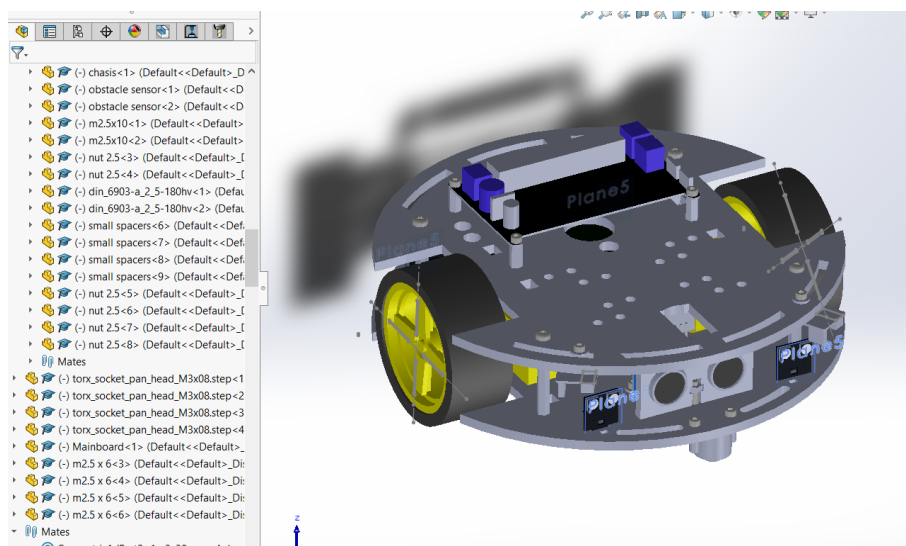 (-) chasis<1> (Default<<Default>_D
(-) obstacle sensor<1> (Default<<D
(-) obstacle sensor<2> (Default<<D
(-) m2.5x10<1> (Default<<Default>
(-) m2.5x10<2> (Default<<Default>
(-) nut 2.5<3> (Default<<Default>_D
(-) nut 2.5<4> (Default<<Default>_D
(-) din_6903-a_2_5-180hv<1> (Defau
(-) din_6903-a_2_5-180hv<2> (Defau
(-) small spacers<6> (Default<<Def
(-) small spacers<7> (Default<<Def
(-) small spacers<8> (Default<<Def
(-) small spacers<9> (Default<<Def
(-) nut 2.5<5> (Default<<Default>_D
(-) nut 2.5<6> (Default<<Default>_D
(-) nut 2.5<7> (Default<<Default>_D
(-) nut 2.5<8> (Default<<Default>_D
Mates
(-) torx_socket_pan_head_M3x08.step<1
(-) torx_socket_pan_head_M3x08.step<2
(-) torx_socket_pan_head_M3x08.step<3
(-) torx_socket_pan_head_M3x08.step<4
(-) Mainboard<1> (Default<<Default>_
(-) m2.5 x 6<3> (Default<<Default>_Dis
(-) m2.5 x 6<4> (Default<<Default>_Dis
(-) m2.5 x 6<5> (Default<<Default>_Dis
(-) m2.5 x 6<6> (Default<<Default>_Dis
Mates
Plane5
Plane5
Plane5
Plane
z